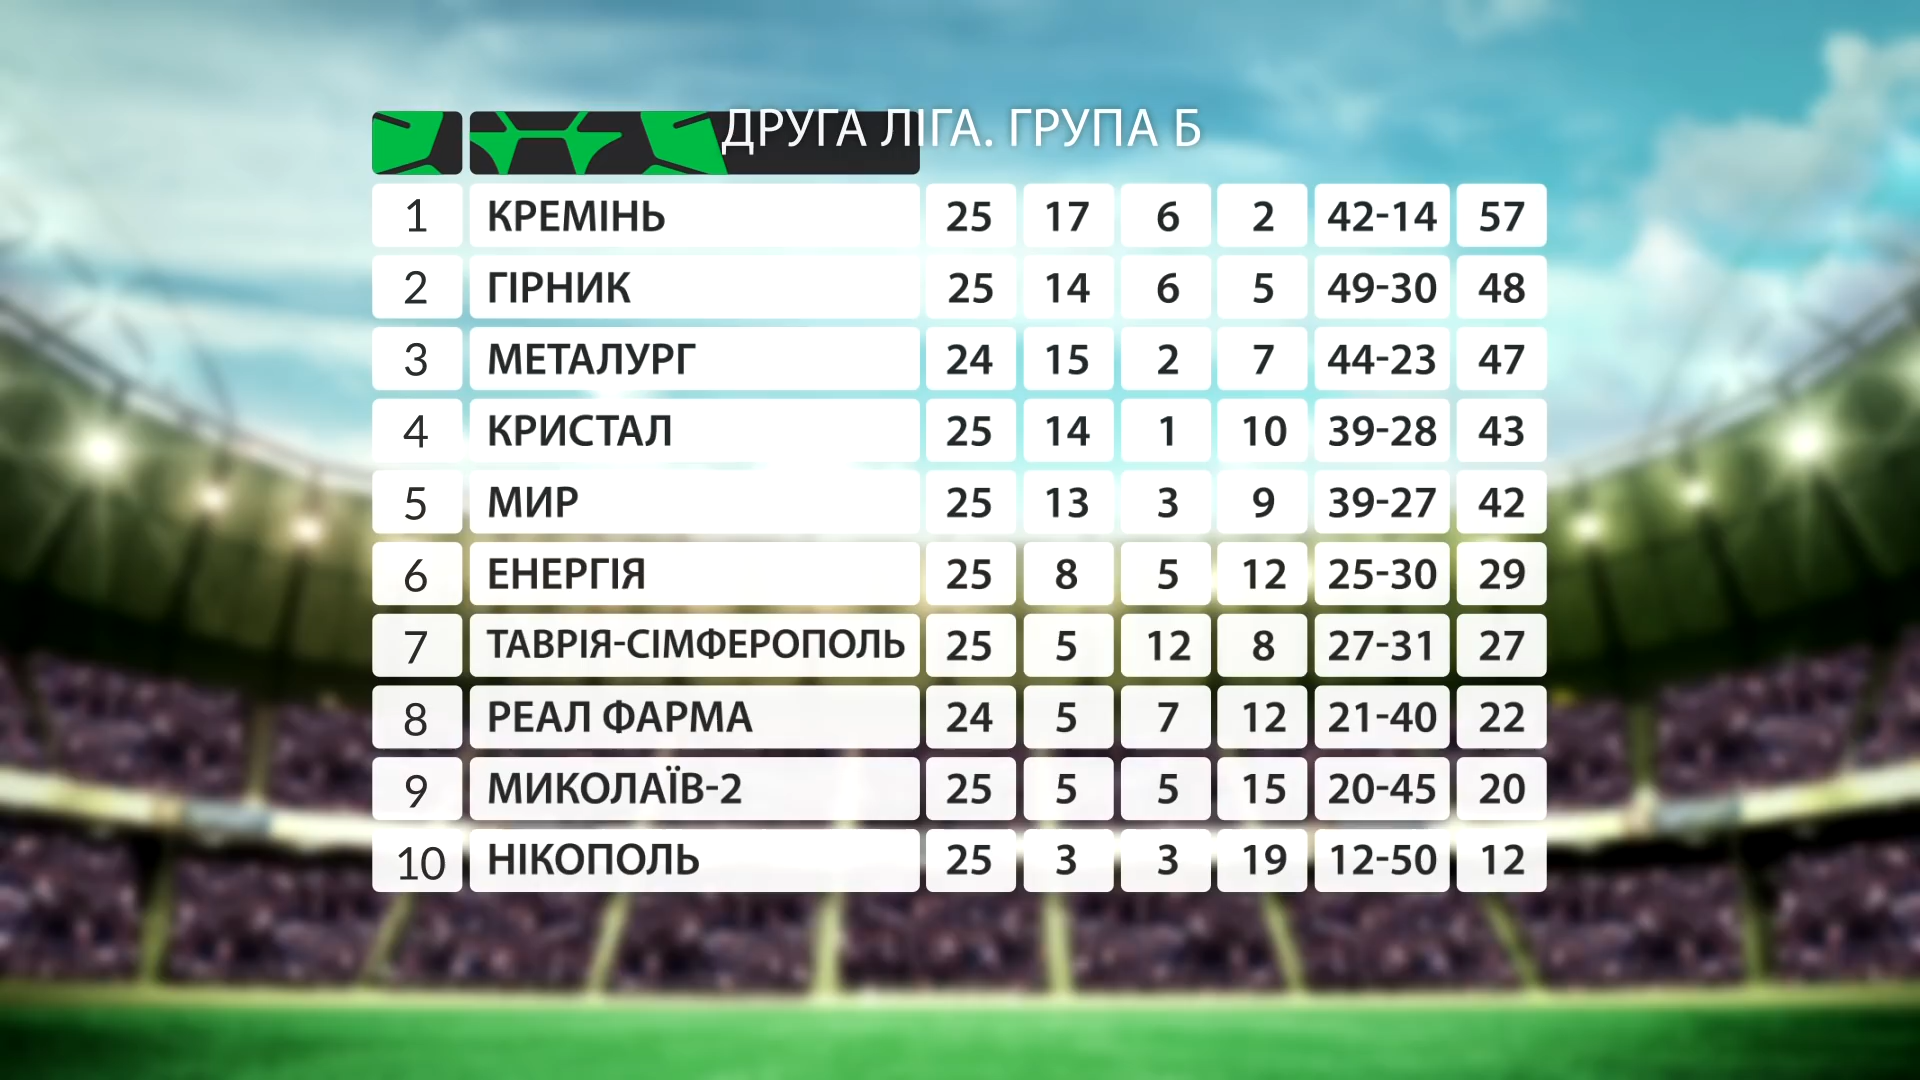 ДРУГА ЛІГА. ГРУПА Б
1 КРЕМІНЬ 25 17 6 2 42-14 57
2 ГІРНИК 25 14 6 5 49-30 48
3 МЕТАЛУРГ 24 15 2 7 44-23 47
4 КРИСТАЛ 25 14 1 10 39-28 43
5 МИР 25 13 3 9 39-27 42
6 ЕНЕРГІЯ 25 8 5 12 25-30 29
7 ТАВРІЯ-СІМФЕРОПОЛЬ 25 5 12 8 27-31 27
8 РЕАЛ ФАРМА 24 5 7 12 21-40 22
9 МИКОЛАЇВ-2 25 5 5 15 20-45 20
10 НІКОПОЛЬ 25 3 3 19 12-50 12